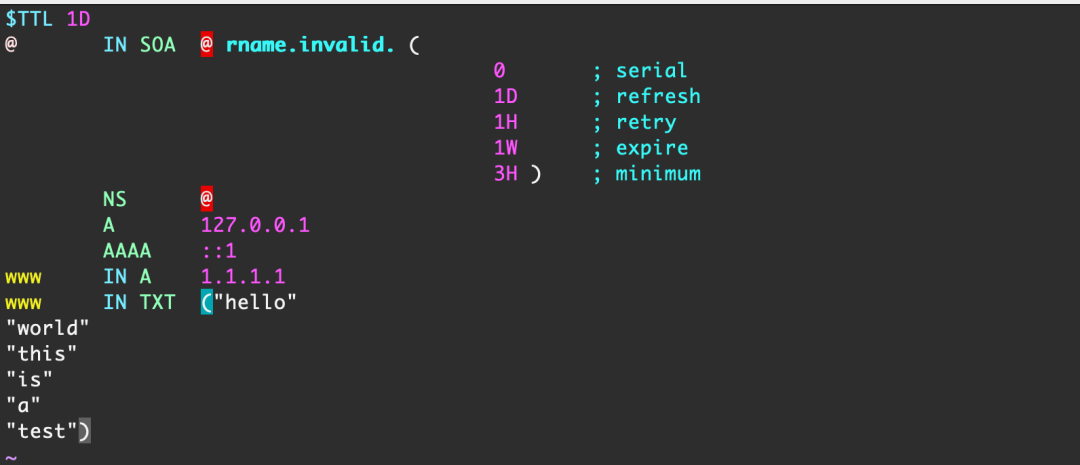 $TTL 1D
@ IN SOA @ rname.invalid. (
0 ; serial
1D ; refresh
1H ; retry
1W ; expire
3H ) ; minimum
NS @
A 127.0.0.1
AAAA ::1
www IN A 1.1.1.1
www IN TXT ("hello"
"world"
"this"
"is"
"a"
"test")
~